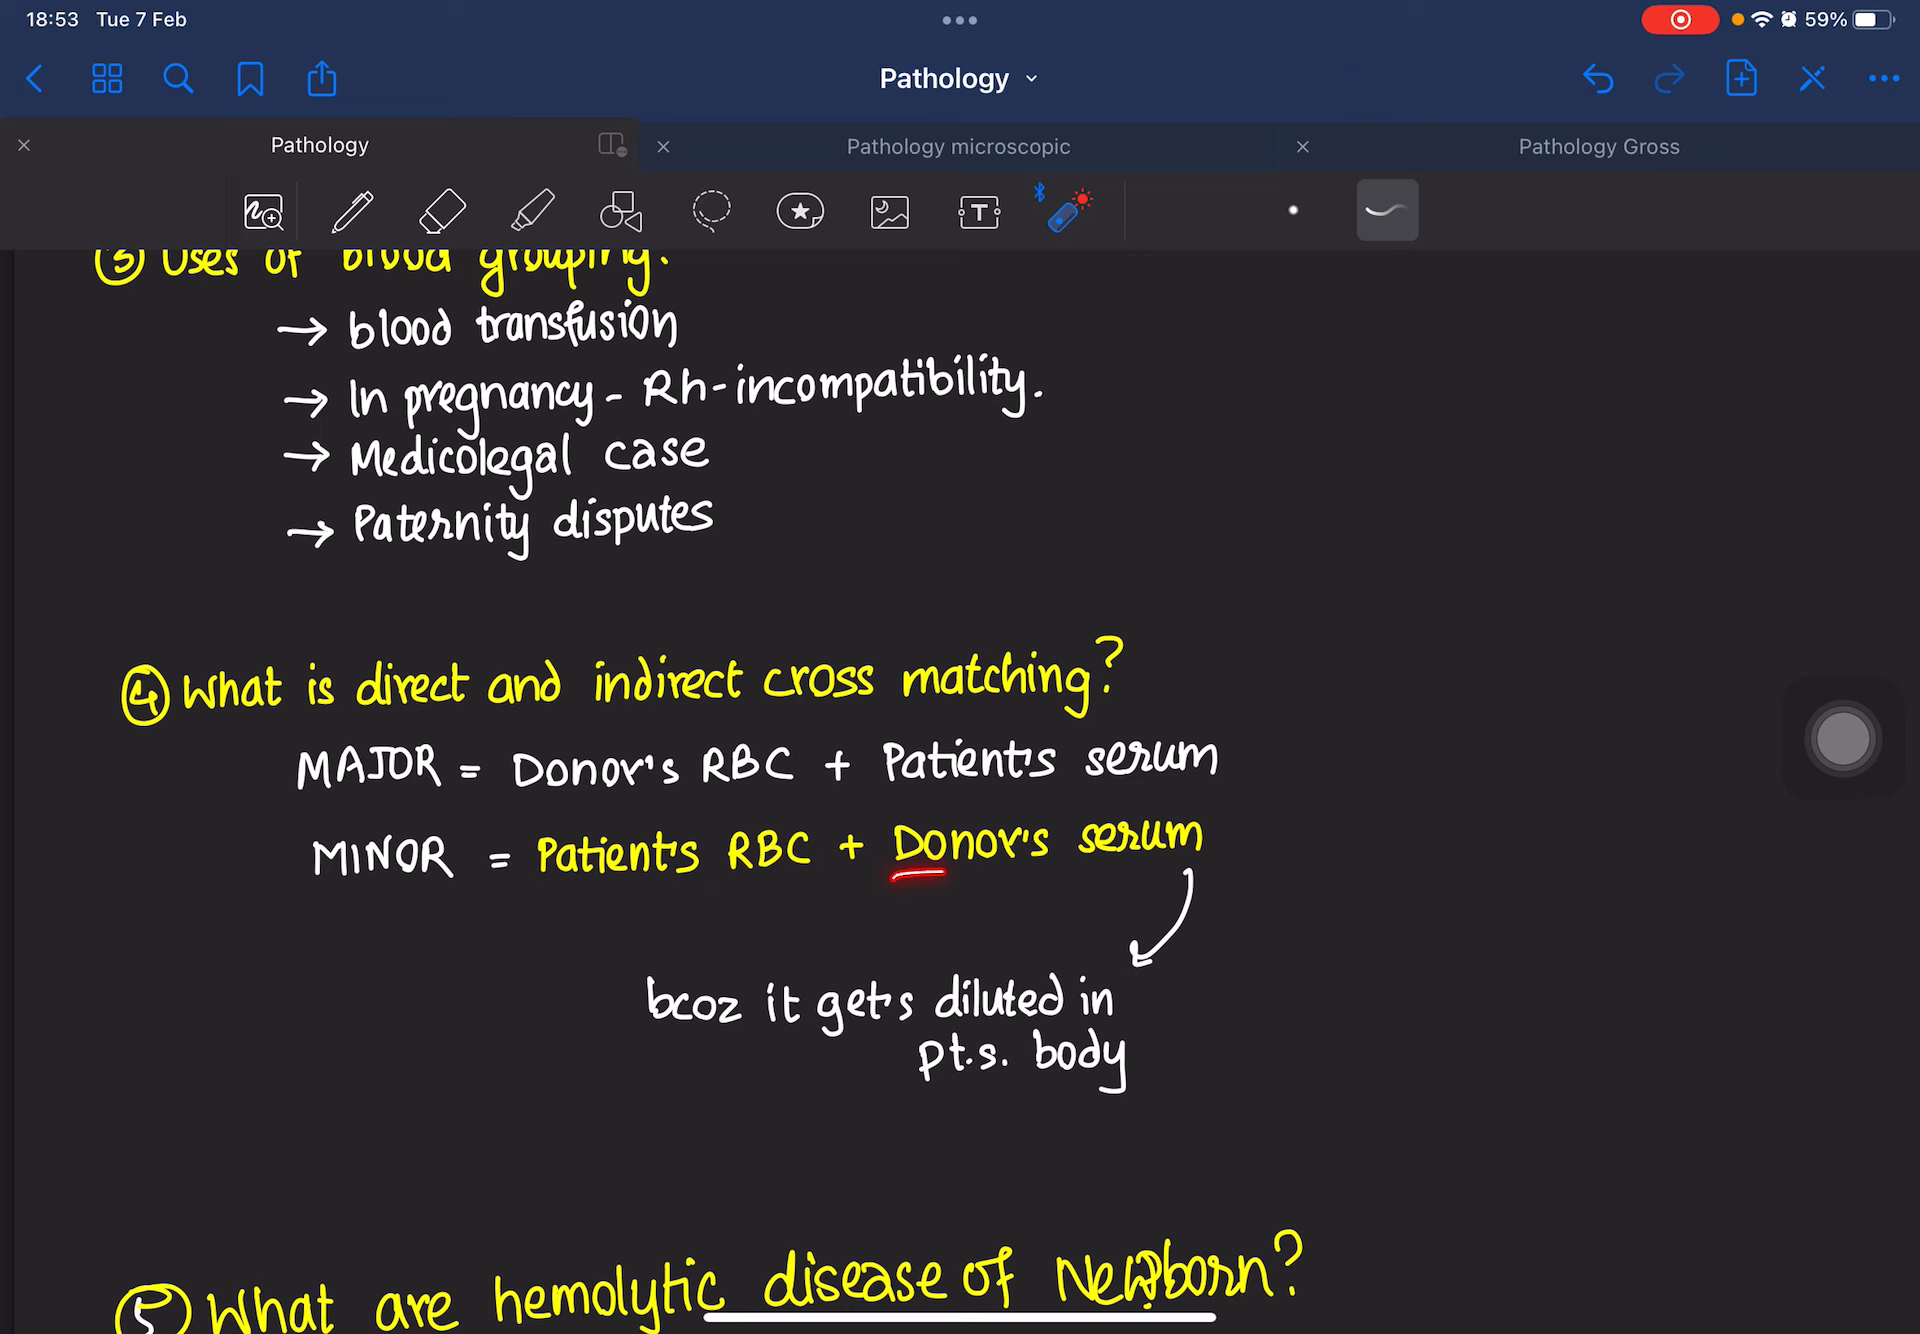 18:53 Tue 7 Feb
59%
Pathology
Pathology
Pathology microscopic
Pathology Gross
T
③ Uses of blood grouping.
→ blood transfusion
→ In pregnancy - Rh-incompatibility.
→ Medicolegal case
→ Paternity disputes
④ What is direct and indirect cross matching?
MAJOR = Donor's RBC + Patient's serum
MINOR = Patient's RBC + Donor's serum
bcoz it gets diluted in
pt.s. body
⑤ What are hemolytic disease of Newborn?